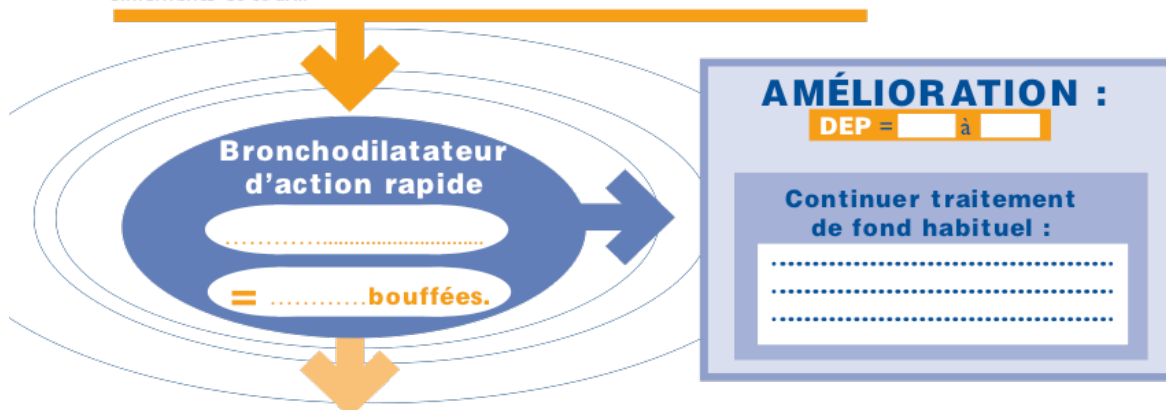 Bronchodilatateur
d'action rapide
.......................................
= ............bouffées.
AMÉLIORATION :
DEP = à
Continuer traitement
de fond habituel :
..................................................
..................................................
..................................................